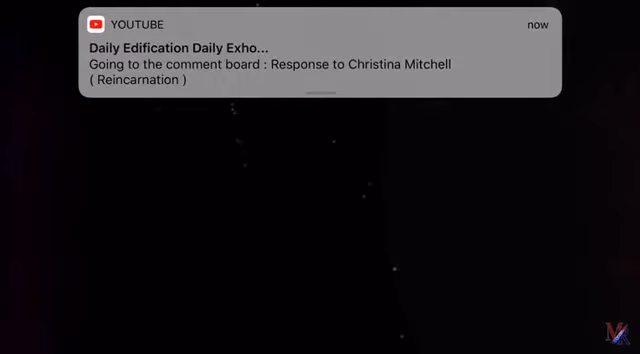 YOUTUBE
now
Daily Edification Daily Exho...
Going to the comment board : Response to Christina Mitchell
( Reincarnation )